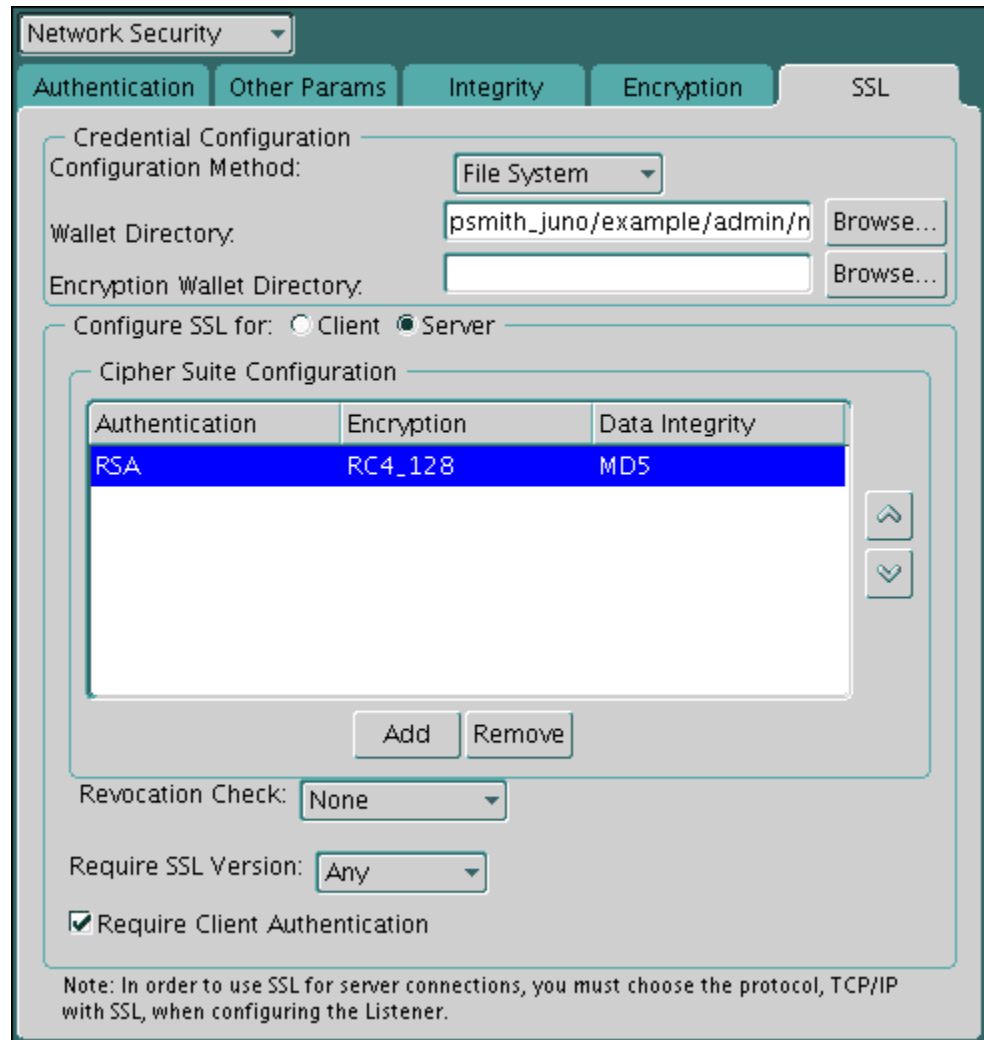 Network Security
Authentication Other Params Integrity Encryption SSL
Credential Configuration
Configuration Method: File System
Wallet Directory: psmith_juno/example/admin/n Browse...
Encryption Wallet Directory: Browse...
Configure SSL for: Client Server
Cipher Suite Configuration
Authentication Encryption Data Integrity
RSA RC4_128 MD5
Add Remove
Revocation Check: None
Require SSL Version: Any
Require Client Authentication
Note: In order to use SSL for server connections, you must choose the protocol, TCP/IP
with SSL, when configuring the Listener.